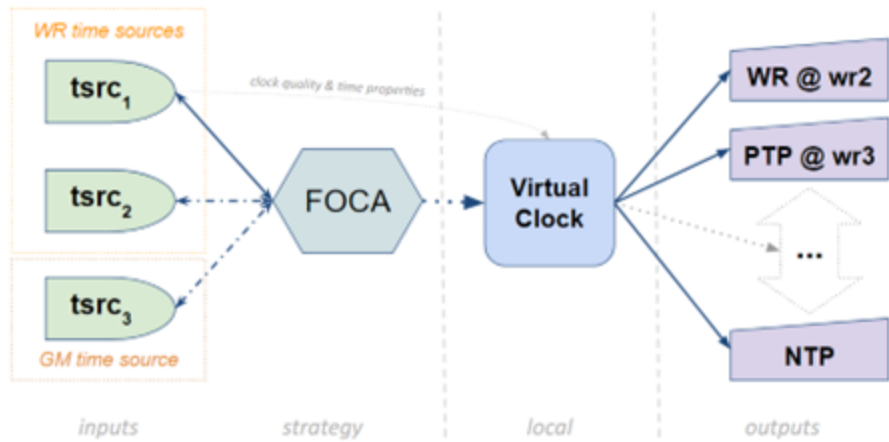 WR time sources
tsrc₁
clock quality & time properties
WR @ wr2
PTP @ wr3
tsrc₂
FOCA
Virtual
Clock
...
tsrc₃
GM time source
NTP
inputs
strategy
local
outputs